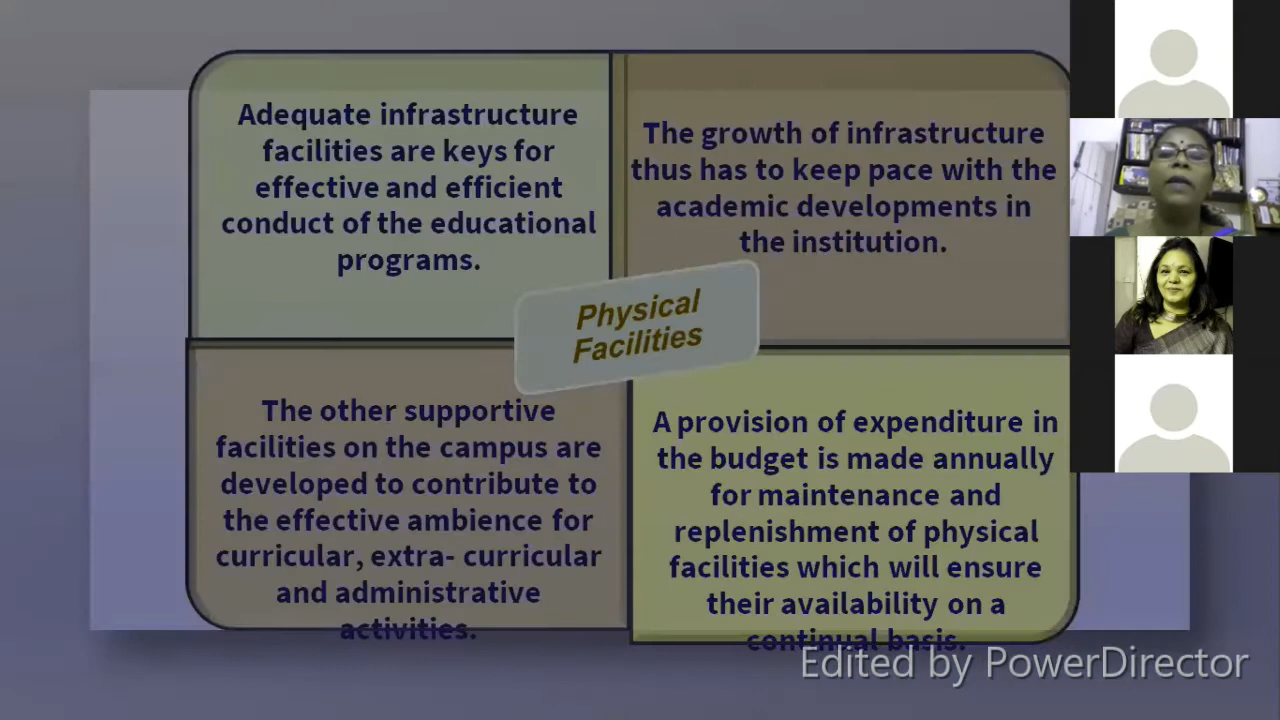 Adequate infrastructure
facilities are keys for
effective and efficient
conduct of the educational
programs.
The growth of infrastructure
thus has to keep pace with the
academic developments in
the institution.
Physical
Facilities
The other supportive
facilities on the campus are
developed to contribute to
the effective ambience for
curricular, extra- curricular
and administrative
activities.
A provision of expenditure in
the budget is made annually
for maintenance and
replenishment of physical
facilities which will ensure
their availability on a
continual basis.
Edited by PowerDirector